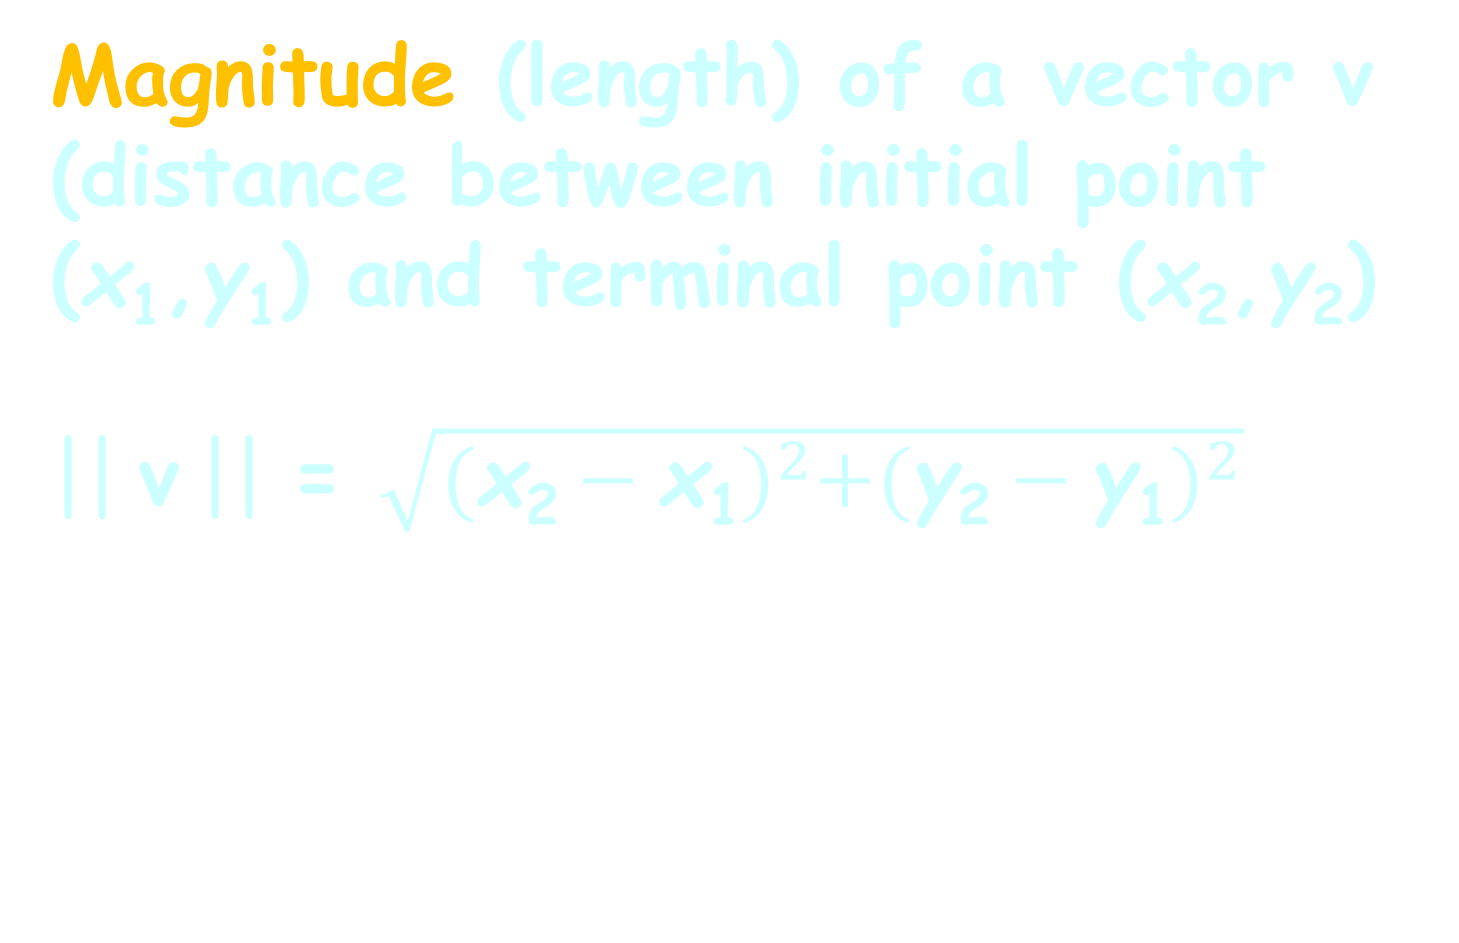 Magnitude (length) of a vector v
(distance between initial point
(x₁,y₁) and terminal point (x₂,y₂)
|| v || = √(x₂ − x₁)²+(y₂ − y₁)²